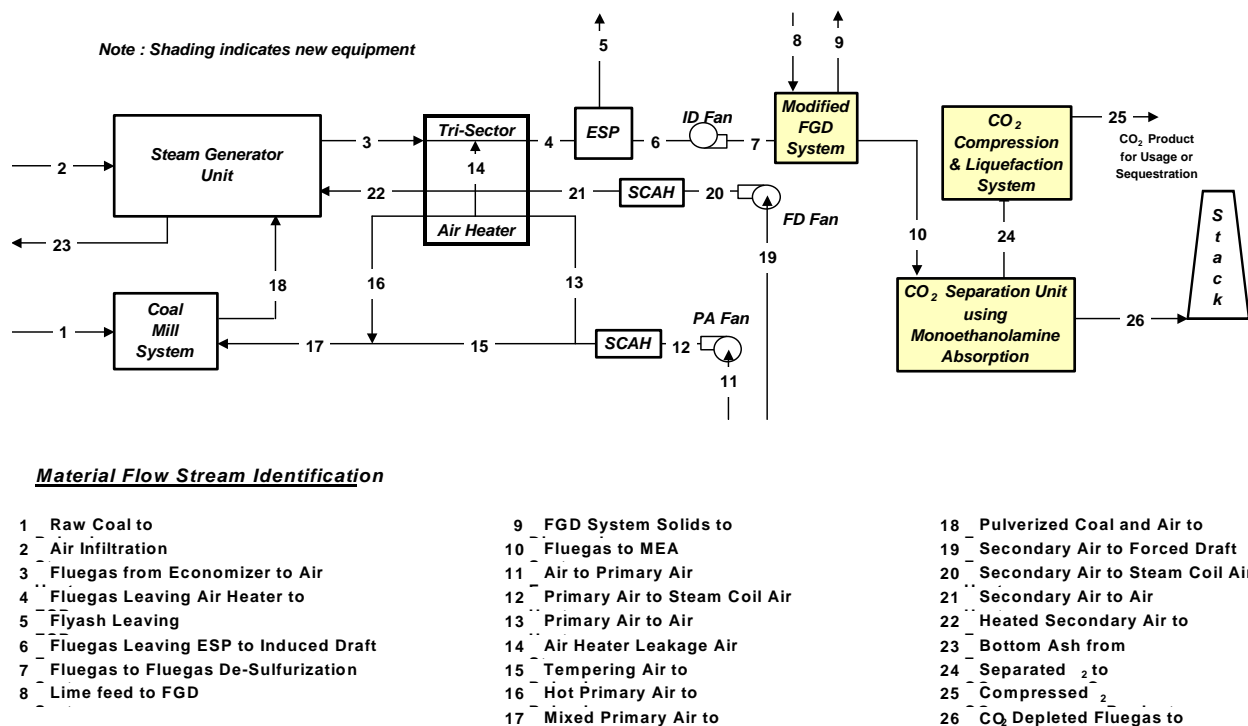 Note : Shading indicates new equipment
5
8
9
Steam Generator
Unit
2
3
Tri-Sector
14
Air Heater
4
ESP
6
ID Fan
7
Modified
FGD
System
CO2
Compression
& Liquefaction
System
25
CO2 Product
for Usage or
Sequestration
22
21
SCAH
20
FD Fan
23
18
16
13
19
10
24
Stack
1
Coal
Mill
System
17
15
SCAH
12
PA Fan
11
CO2 Separation Unit
using
Monoethanolamine
Absorption
26
Material Flow Stream Identification
1 Raw Coal to
2 Air Infiltration
3 Fluegas from Economizer to Air
4 Fluegas Leaving Air Heater to
5 Flyash Leaving
6 Fluegas Leaving ESP to Induced Draft
7 Fluegas to Fluegas De-Sulfurization
8 Lime feed to FGD
9 FGD System Solids to
10 Fluegas to MEA
11 Air to Primary Air
12 Primary Air to Steam Coil Air
13 Primary Air to Air
14 Air Heater Leakage Air
15 Tempering Air to
16 Hot Primary Air to
17 Mixed Primary Air to
18 Pulverized Coal and Air to
19 Secondary Air to Forced Draft
20 Secondary Air to Steam Coil Air
21 Secondary Air to Air
22 Heated Secondary Air to
23 Bottom Ash from
24 Separated 2 to
25 Compressed 2
26 CO2 Depleted Fluegas to